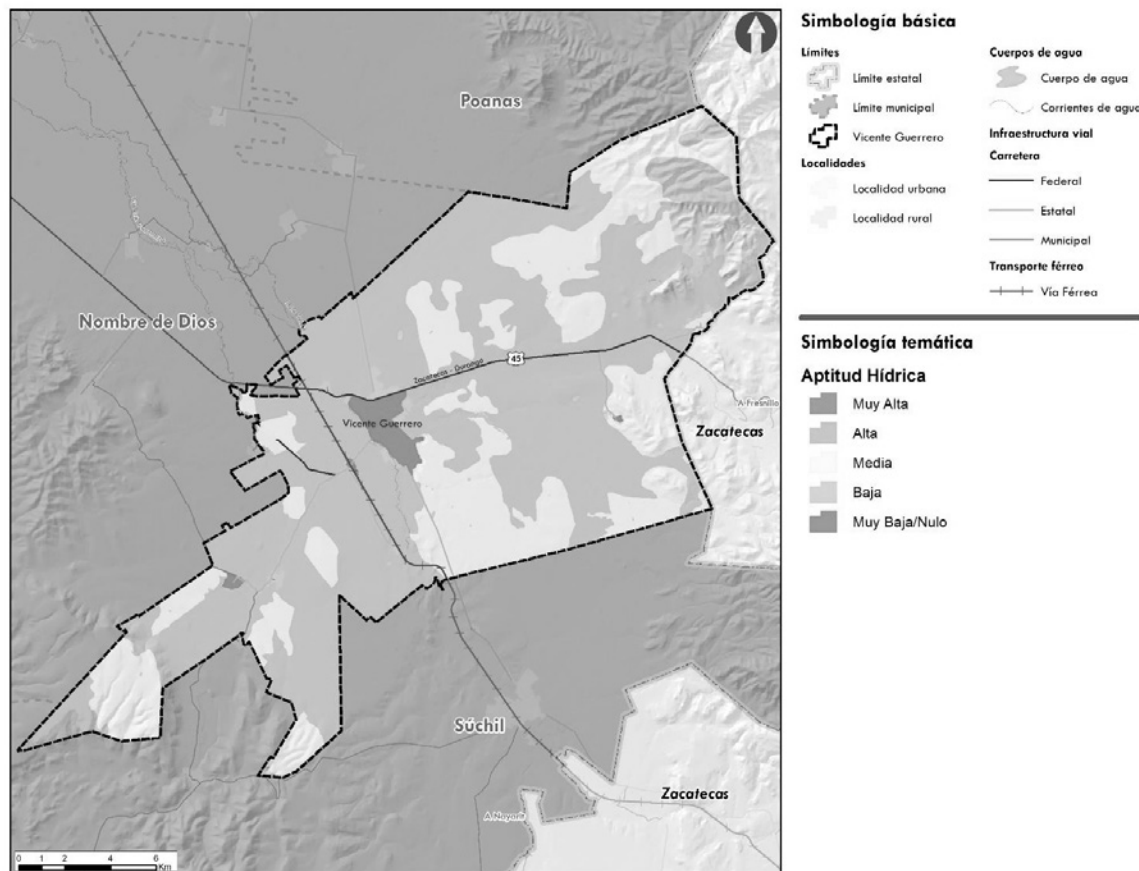 Poanas
Nombre de Dios
45
Zacatecas - Durango
Vicente Guerrero
A Fresnillo
Zacatecas
Súchil
Zacatecas
A Nayarit
0 1 2 4 6
Km
Simbología básica
Límites
Límite estatal
Límite municipal
Vicente Guerrero
Localidades
Localidad urbana
Localidad rural
Cuerpos de agua
Cuerpo de agua
Corrientes de agua
Infraestructura vial
Carretera
Federal
Estatal
Municipal
Transporte férreo
Vía Férrea
Simbología temática
Aptitud Hídrica
Muy Alta
Alta
Media
Baja
Muy Baja/Nulo